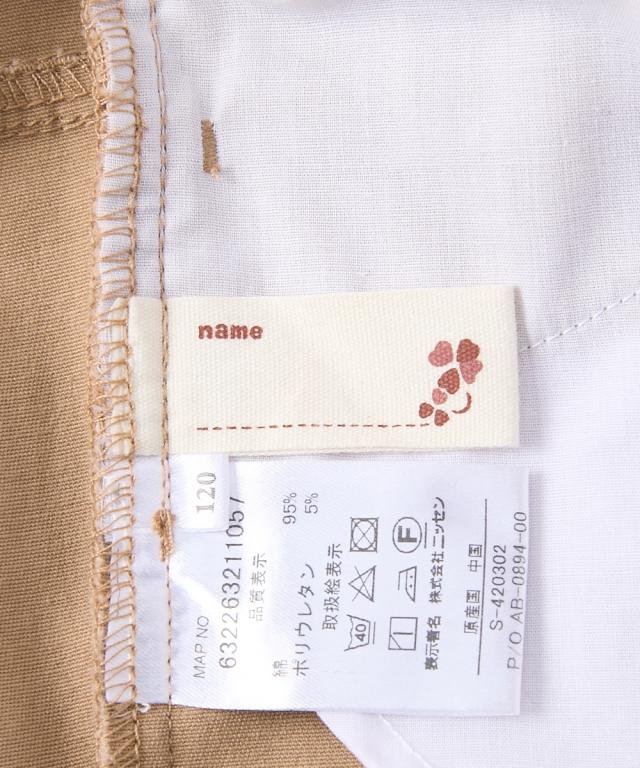 name
120
MAP NO
632263211057
品質表示
綿 95%
ポリウレタン 5%
取扱絵表示
40
F
表示者名 株式会社ニッセン
原産国 中国
S-420302
P/O AB-0894-00